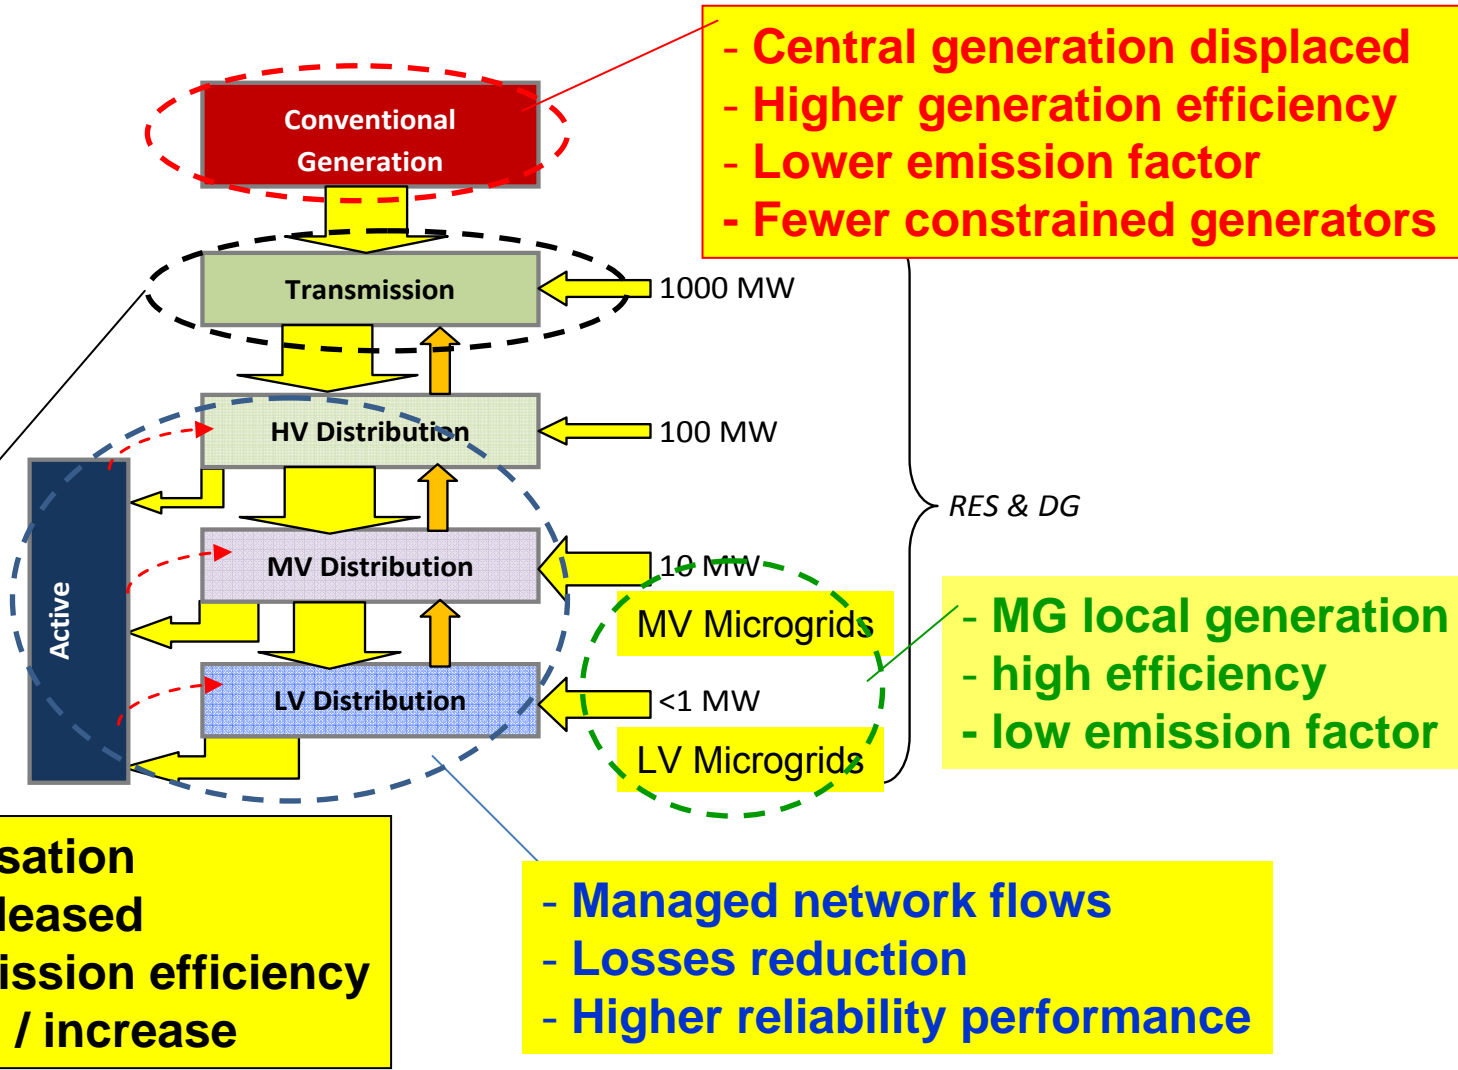 - Central generation displaced
- Higher generation efficiency
- Lower emission factor
- Fewer constrained generators
Conventional
Generation
Transmission
1000 MW
HV Distribution
100 MW
RES & DG
MV Distribution
10 MW
MV Microgrids
Active
LV Distribution
<1 MW
LV Microgrids
- MG local generation
- high efficiency
- low emission factor
sation
leased
ission efficiency
/ increase
- Managed network flows
- Losses reduction
- Higher reliability performance